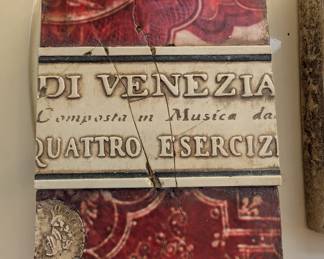 DI VENEZIA
Composta in Musica da
QUATTRO ESERCIZI